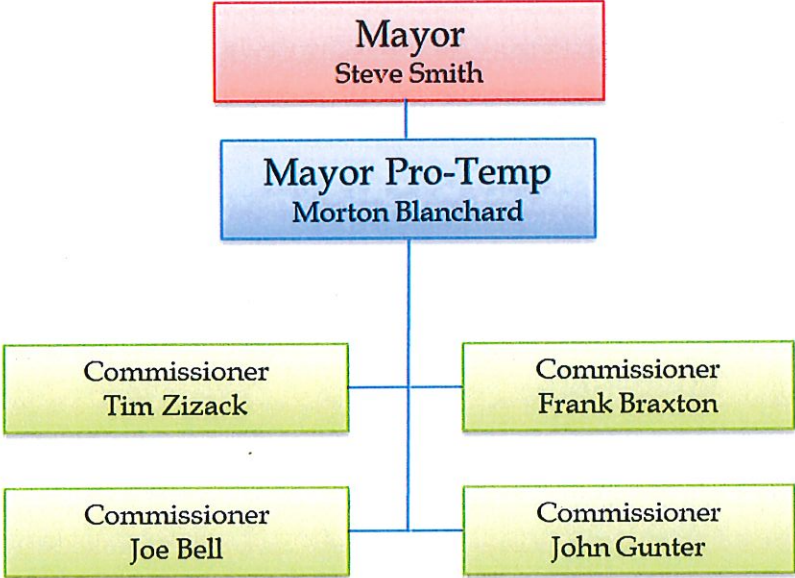 Mayor
Steve Smith
Mayor Pro-Temp
Morton Blanchard
Commissioner
Tim Zizack
Commissioner
Frank Braxton
Commissioner
Joe Bell
Commissioner
John Gunter